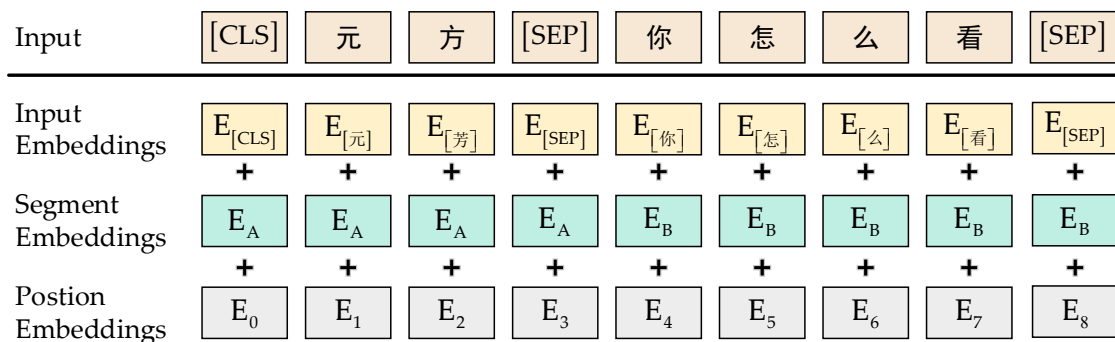 Input [CLS] 元 方 [SEP] 你 怎 么 看 [SEP]
Input Embeddings E[CLS] E[元] E[芳] E[SEP] E[你] E[怎] E[么] E[看] E[SEP]
+ + + + + + + + +
Segment Embeddings EA EA EA EA EB EB EB EB EB
+ + + + + + + + +
Postion Embeddings E0 E1 E2 E3 E4 E5 E6 E7 E8